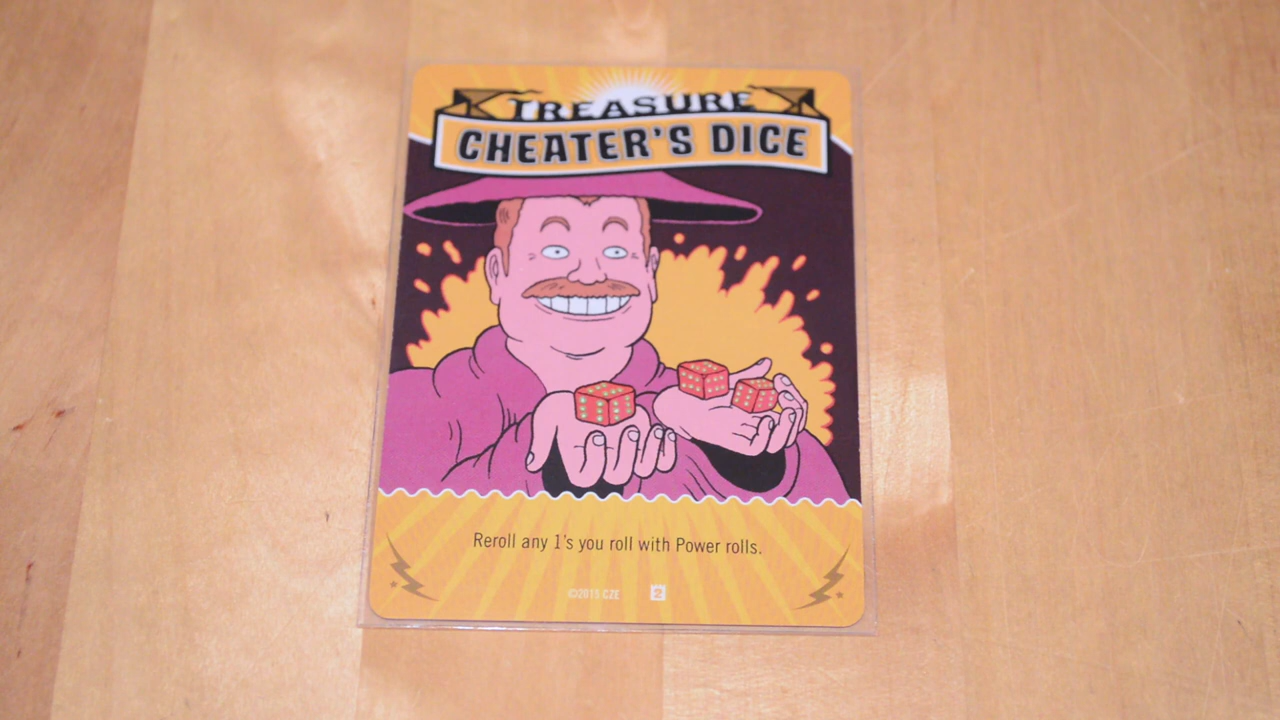 TREASURE
CHEATER'S DICE
Reroll any 1's you roll with Power rolls.
©2015 CZE 2